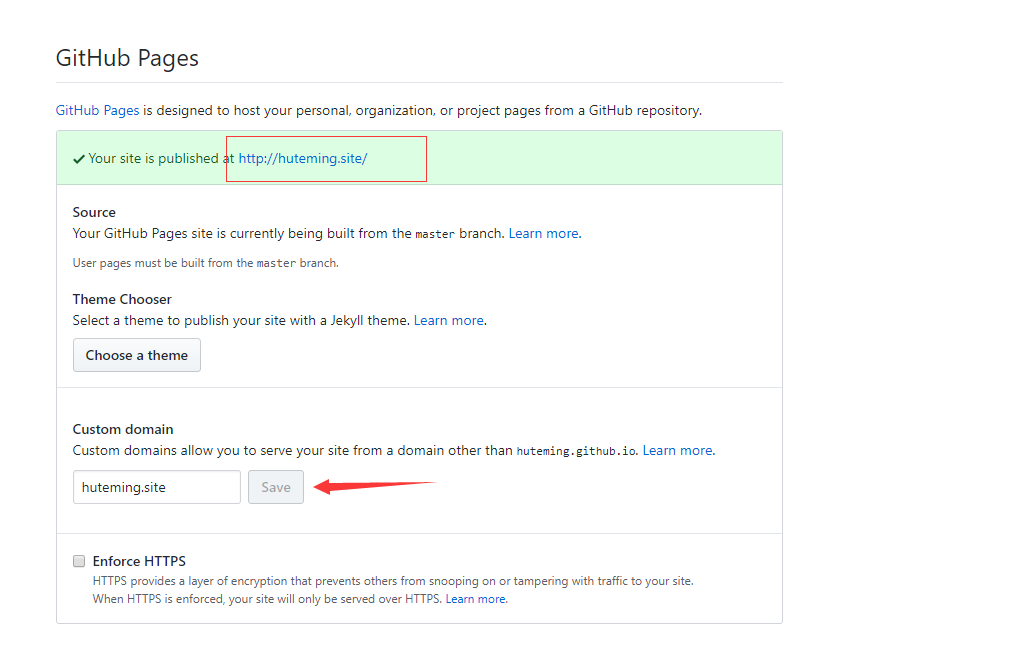 GitHub Pages
GitHub Pages is designed to host your personal, organization, or project pages from a GitHub repository.
Your site is published at http://huteming.site/
Source
Your GitHub Pages site is currently being built from the master branch. Learn more.
User pages must be built from the master branch.
Theme Chooser
Select a theme to publish your site with a Jekyll theme. Learn more.
Choose a theme
Custom domain
Custom domains allow you to serve your site from a domain other than huteming.github.io. Learn more.
huteming.site Save
Enforce HTTPS
HTTPS provides a layer of encryption that prevents others from snooping on or tampering with traffic to your site.
When HTTPS is enforced, your site will only be served over HTTPS. Learn more.